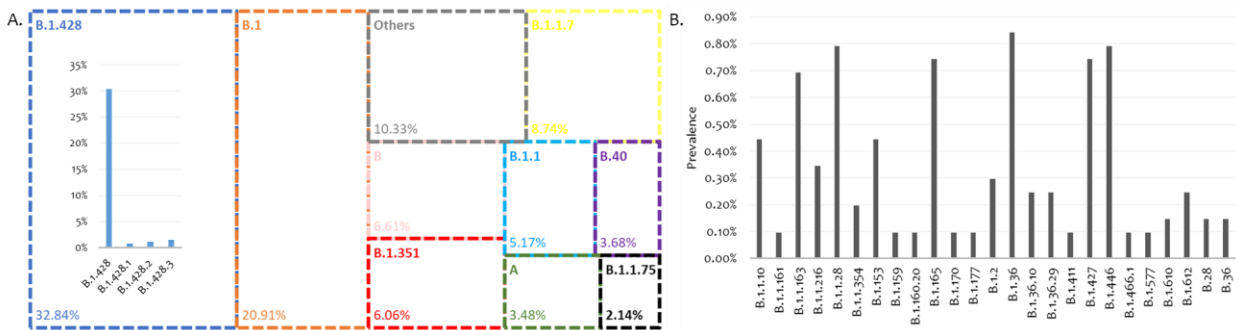 A.
B.1.428
35%
30%
25%
20%
15%
10%
5%
0%
B.1.428
B.1.428.1
B.1.428.2
B.1.428.3
32.84%
B.1
20.91%
Others
10.33%
B.1.1.7
8.74%
B
6.61%
B.1.1
5.17%
B.40
3.68%
B.1.351
6.06%
A
3.48%
B.1.1.75
2.14%
B.
Prevalence
0.90%
0.80%
0.70%
0.60%
0.50%
0.40%
0.30%
0.20%
0.10%
0.00%
B.1.1.10
B.1.1.161
B.1.1.163
B.1.1.216
B.1.1.28
B.1.1.354
B.1.153
B.1.159
B.1.160.20
B.1.165
B.1.170
B.1.177
B.1.2
B.1.36
B.1.36.10
B.1.36.29
B.1.411
B.1.427
B.1.446
B.1.466.1
B.1.577
B.1.610
B.1.612
B.28
B.36